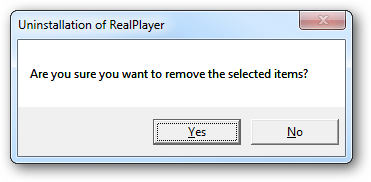 Uninstallation of RealPlayer
Are you sure you want to remove the selected items?
Yes
No